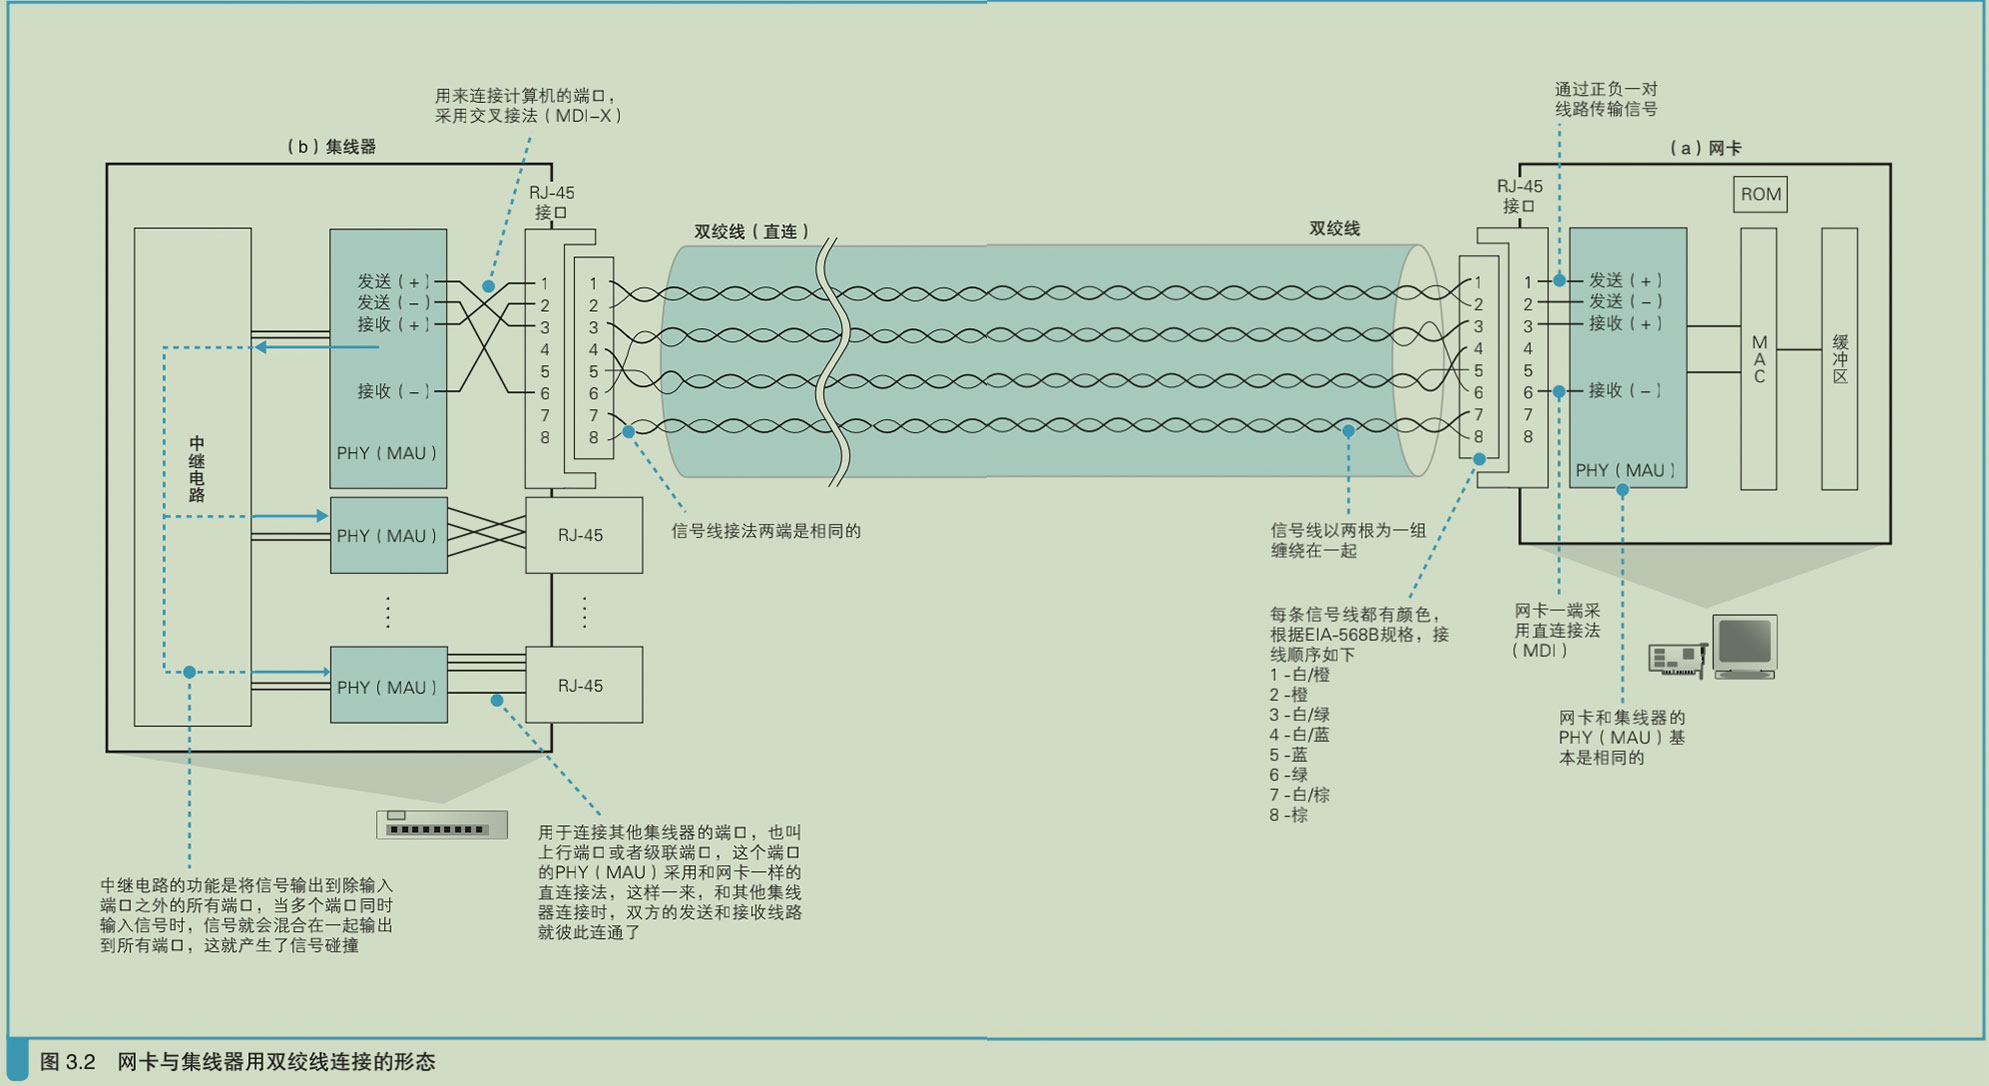 用来连接计算机的端口，
采用交叉接法（MDI-X）
（b）集线器
RJ-45
接口
发送（+）
发送（-）
接收（+）
接收（-）
PHY（MAU）
1
2
3
4
5
6
7
8
1
2
3
4
5
6
7
8
中继电路
PHY（MAU）
RJ-45
PHY（MAU）
RJ-45
双绞线（直连）
双绞线
信号线接法两端是相同的
通过正负一对
线路传输信号
（a）网卡
RJ-45
接口
ROM
1
2
3
4
5
6
7
8
1
2
3
4
5
6
7
8
发送（+）
发送（-）
接收（+）
接收（-）
PHY（MAU）
MAC
缓冲区
信号线以两根为一组
缠绕在一起
每条信号线都有颜色，
根据EIA-568B规格，接
线顺序如下
1 -白/橙
2 -橙
3 -白/绿
4 -白/蓝
5 -蓝
6 -绿
7 -白/棕
8 -棕
网卡一端采
用直连接法
（MDI）
网卡和集线器的
PHY（MAU）基
本是相同的
用于连接其他集线器的端口，也叫
上行端口或者级联端口，这个端口
的PHY（MAU）采用和网卡一样的
直连接法，这样一来，和其他集线
器连接时，双方的发送和接收线路
就彼此连通了
中继电路的功能是将信号输出到除输入
端口之外的所有端口，当多个端口同时
输入信号时，信号就会混合在一起输出
到所有端口，这就产生了信号碰撞
图 3.2 网卡与集线器用双绞线连接的形态